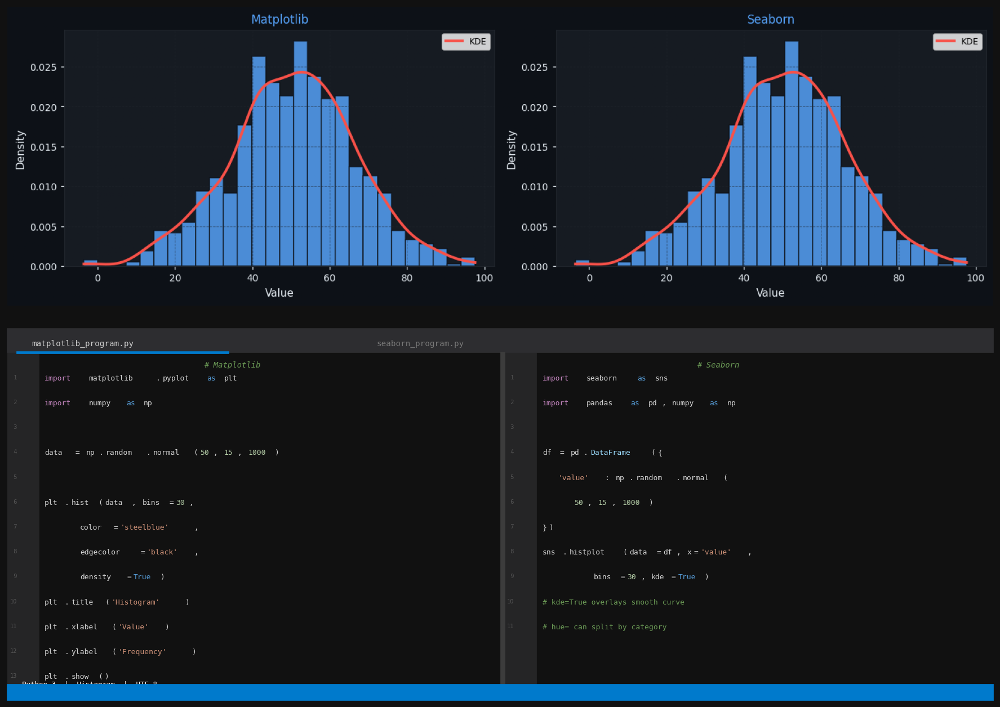 Matplotlib
KDE
0.025
0.020
0.015
0.010
0.005
0.000
Density
0 20 40 60 80 100
Value
Seaborn
KDE
0.025
0.020
0.015
0.010
0.005
0.000
Density
0 20 40 60 80 100
Value
matplotlib_program.py
seaborn_program.py
# Matplotlib
1 import matplotlib .pyplot as plt
2 import numpy as np
3
4 data = np .random .normal (50 , 15 , 1000 )
5
6 plt .hist (data , bins =30 ,
7 color ='steelblue' ,
8 edgecolor ='black' ,
9 density =True )
10 plt .title ('Histogram' )
11 plt .xlabel ('Value' )
12 plt .ylabel ('Frequency' )
13 plt .show ()
# Seaborn
1 import seaborn as sns
2 import pandas as pd , numpy as np
3
4 df = pd .DataFrame ({
5 'value' : np .random .normal (
6 50 , 15 , 1000 )
7 })
8 sns .histplot (data =df , x='value' ,
9 bins =30 , kde =True )
10 # kde=True overlays smooth curve
11 # hue= can split by category
Python 3 | Histogram | UTF-8